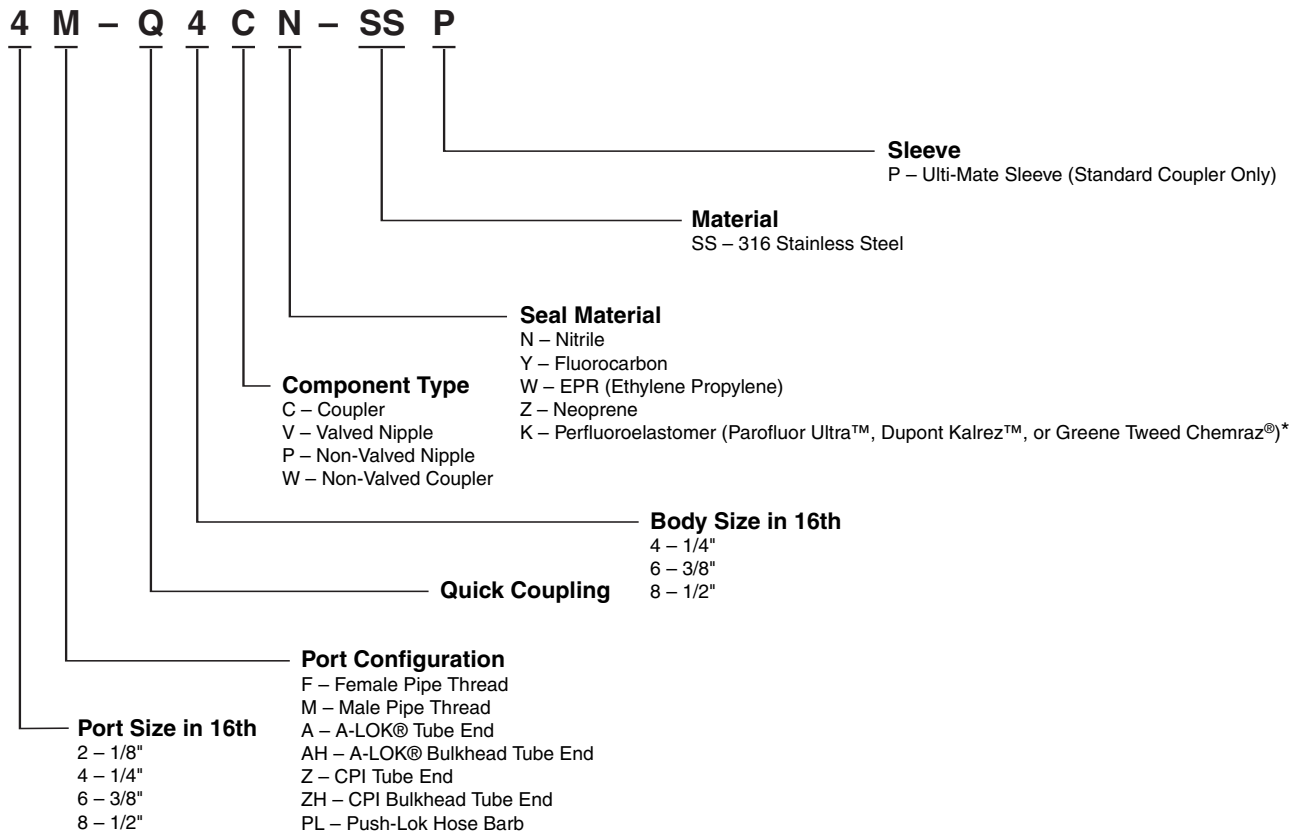 4 M – Q 4 C N – SS P
Sleeve
P – Ulti-Mate Sleeve (Standard Coupler Only)
Material
SS – 316 Stainless Steel
Seal Material
N – Nitrile
Y – Fluorocarbon
W – EPR (Ethylene Propylene)
Z – Neoprene
K – Perfluoroelastomer (Parofluor Ultra™, Dupont Kalrez™, or Greene Tweed Chemraz®)*
Component Type
C – Coupler
V – Valved Nipple
P – Non-Valved Nipple
W – Non-Valved Coupler
Body Size in 16th
4 – 1/4"
6 – 3/8"
8 – 1/2"
Quick Coupling
Port Configuration
F – Female Pipe Thread
M – Male Pipe Thread
A – A-LOK® Tube End
AH – A-LOK® Bulkhead Tube End
Z – CPI Tube End
ZH – CPI Bulkhead Tube End
PL – Push-Lok Hose Barb
Port Size in 16th
2 – 1/8"
4 – 1/4"
6 – 3/8"
8 – 1/2"